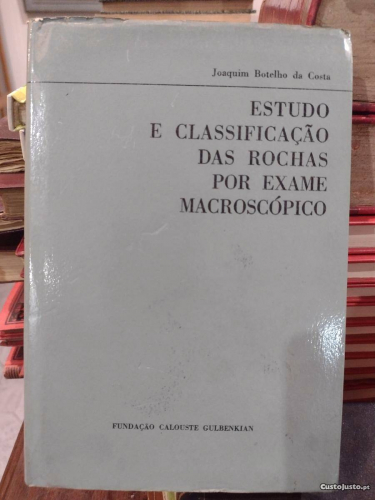 Joaquim Botelho da Costa
ESTUDO
E CLASSIFICAÇÃO
DAS ROCHAS
POR EXAME
MACROSCÓPICO
FUNDAÇÃO CALOUSTE GULBENKIAN
CustoJusto.pt